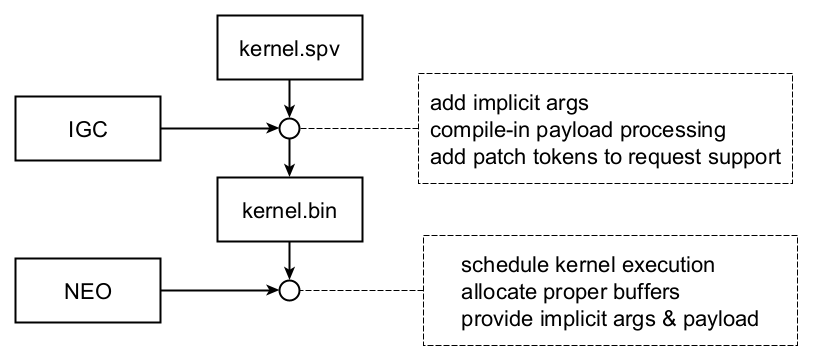 kernel.spv
IGC
add implicit args
compile-in payload processing
add patch tokens to request support
kernel.bin
NEO
schedule kernel execution
allocate proper buffers
provide implicit args & payload